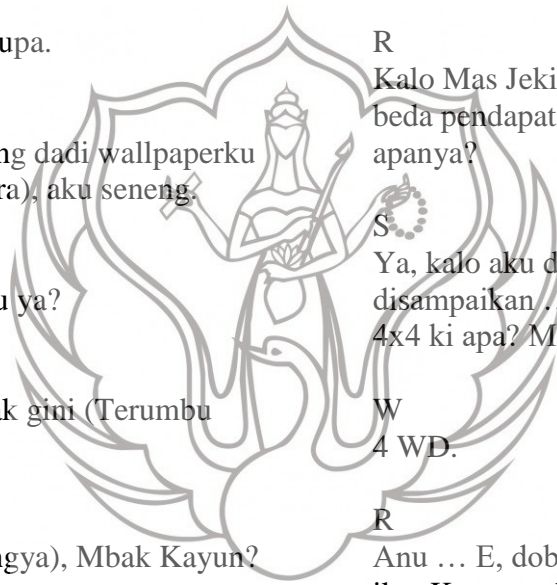 upa.
ng dadi wallpaperku
ra), aku seneng.
u ya?
k gini (Terumbu
ngya), Mbak Kayun?
R
Kalo Mas Jeki
beda pendapat
apanya?
S
Ya, kalo aku d
disampaikan …
4x4 ki apa? M
W
4 WD.
R
Anu … E, dob